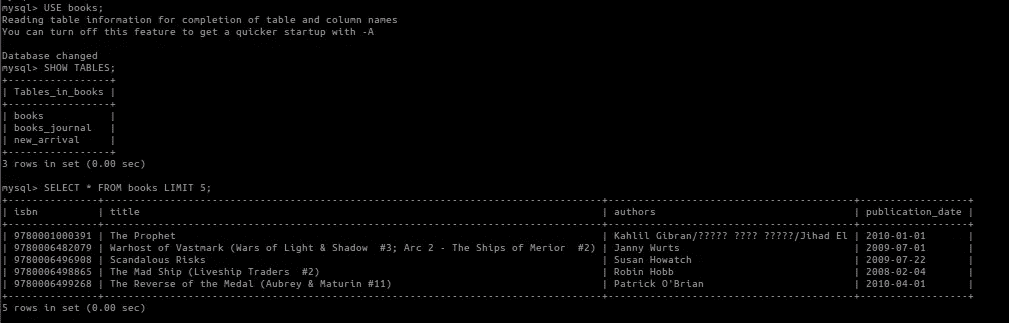 mysql> USE books;
Reading table information for completion of table and column names
You can turn off this feature to get a quicker startup with -A
Database changed
mysql> SHOW TABLES;
+------------------+
| Tables_in_books |
+------------------+
| books |
| books_journal |
| new_arrival |
+------------------+
3 rows in set (0.00 sec)
mysql> SELECT * FROM books LIMIT 5;
| isbn | title | authors | publication_date |
| 9780001000391 | The Prophet | Kahlil Gibran/????? ???? ?????/Jihad El | 2010-01-01 |
| 9780006482079 | Warhost of Vastmark (Wars of Light & Shadow #3; Arc 2 - The Ships of Merior #2) | Janny Wurts | 2009-07-01 |
| 9780006496908 | Scandalous Risks | Susan Howatch | 2009-07-22 |
| 9780006498865 | The Mad Ship (Liveship Traders #2) | Robin Hobb | 2008-02-04 |
| 9780006499268 | The Reverse of the Medal (Aubrey & Maturin #11) | Patrick O'Brian | 2010-04-01 |
5 rows in set (0.00 sec)